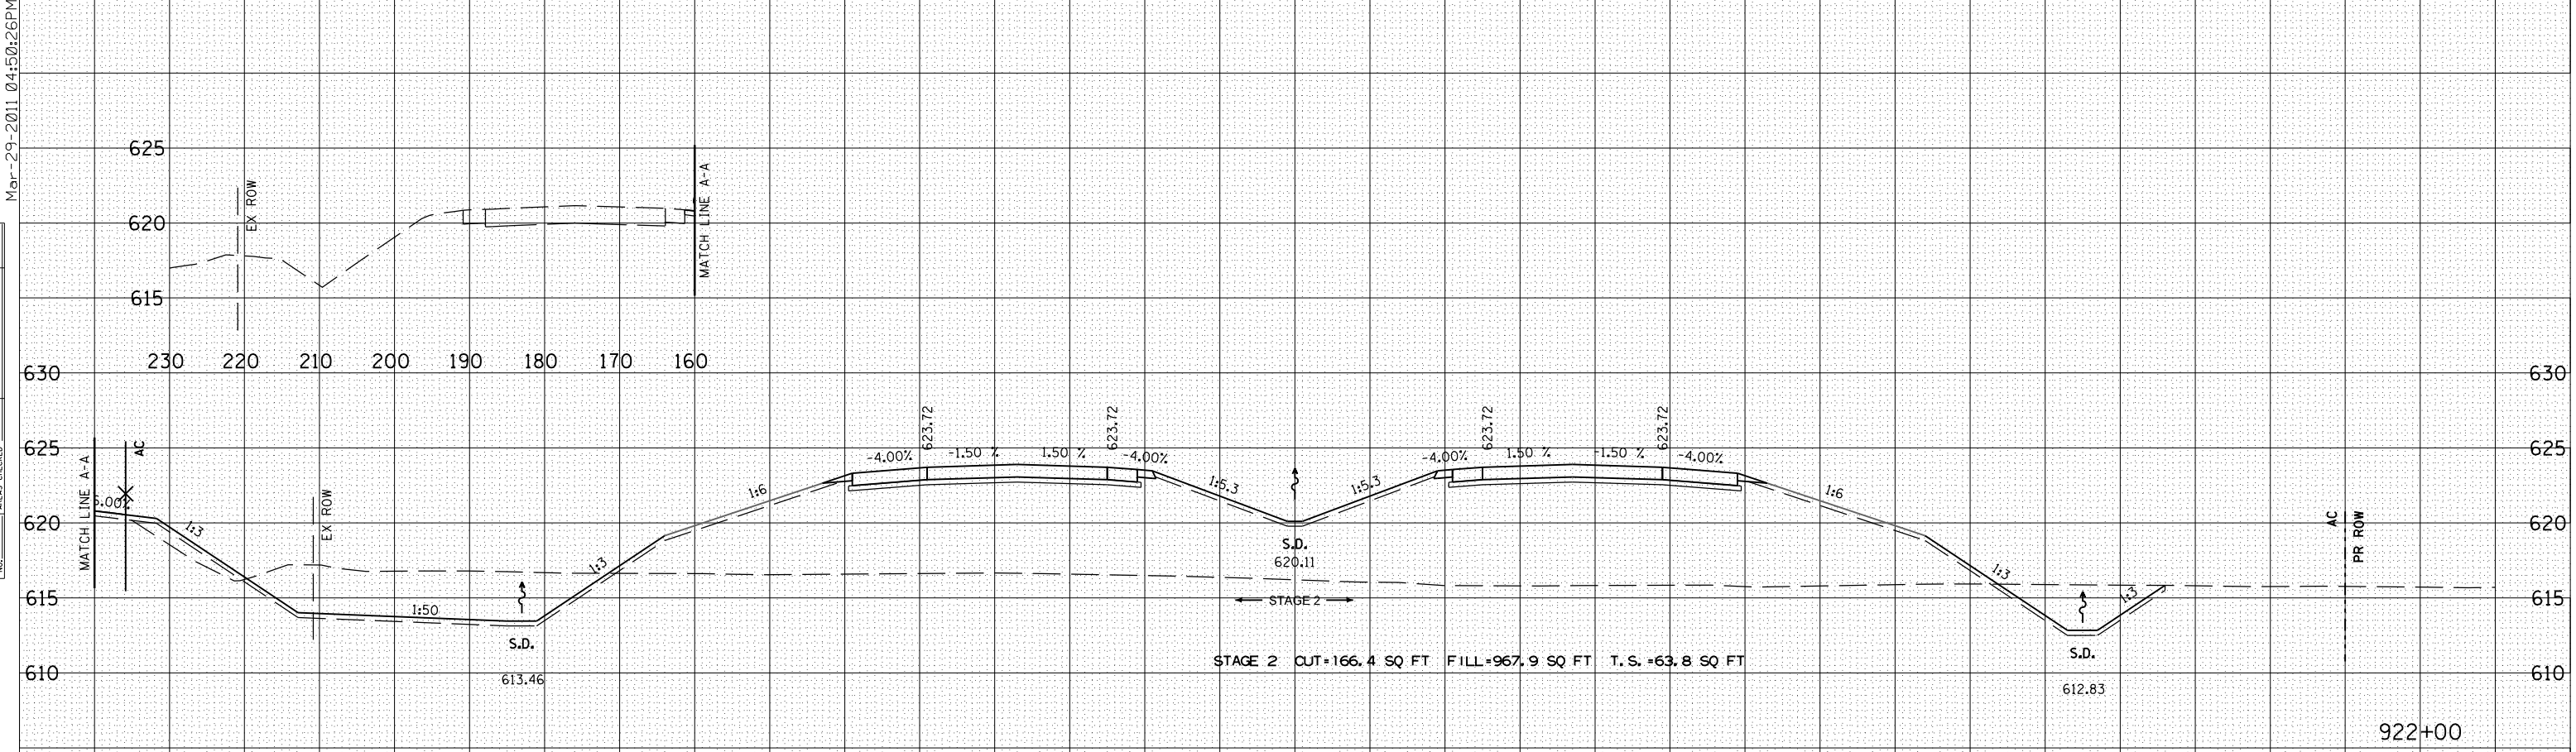 Mar-29-2011 04:50:26PM
625
EX ROW
MATCH LINE A-A
620
615
230 220 210 200 190 180 170 160
630 630
623.72 623.72 623.72 623.72
625 AC 625
-4.00% -1.50 % 1.50 % -4.00% -4.00% 1.50 % -1.50 % -4.00%
MATCH LINE A-A
1:6 1:5.3 1:5.3 1:6
EX ROW
620 1:3 AC PR ROW 620
S.D.
620.11
1:3 1:3
615 1:50 STAGE 2 1:3 615
S.D. S.D.
STAGE 2 CUT=166.4 SQ FT FILL=967.9 SQ FT T.S.=63.8 SQ FT
610 610
613.46 612.83
922+00